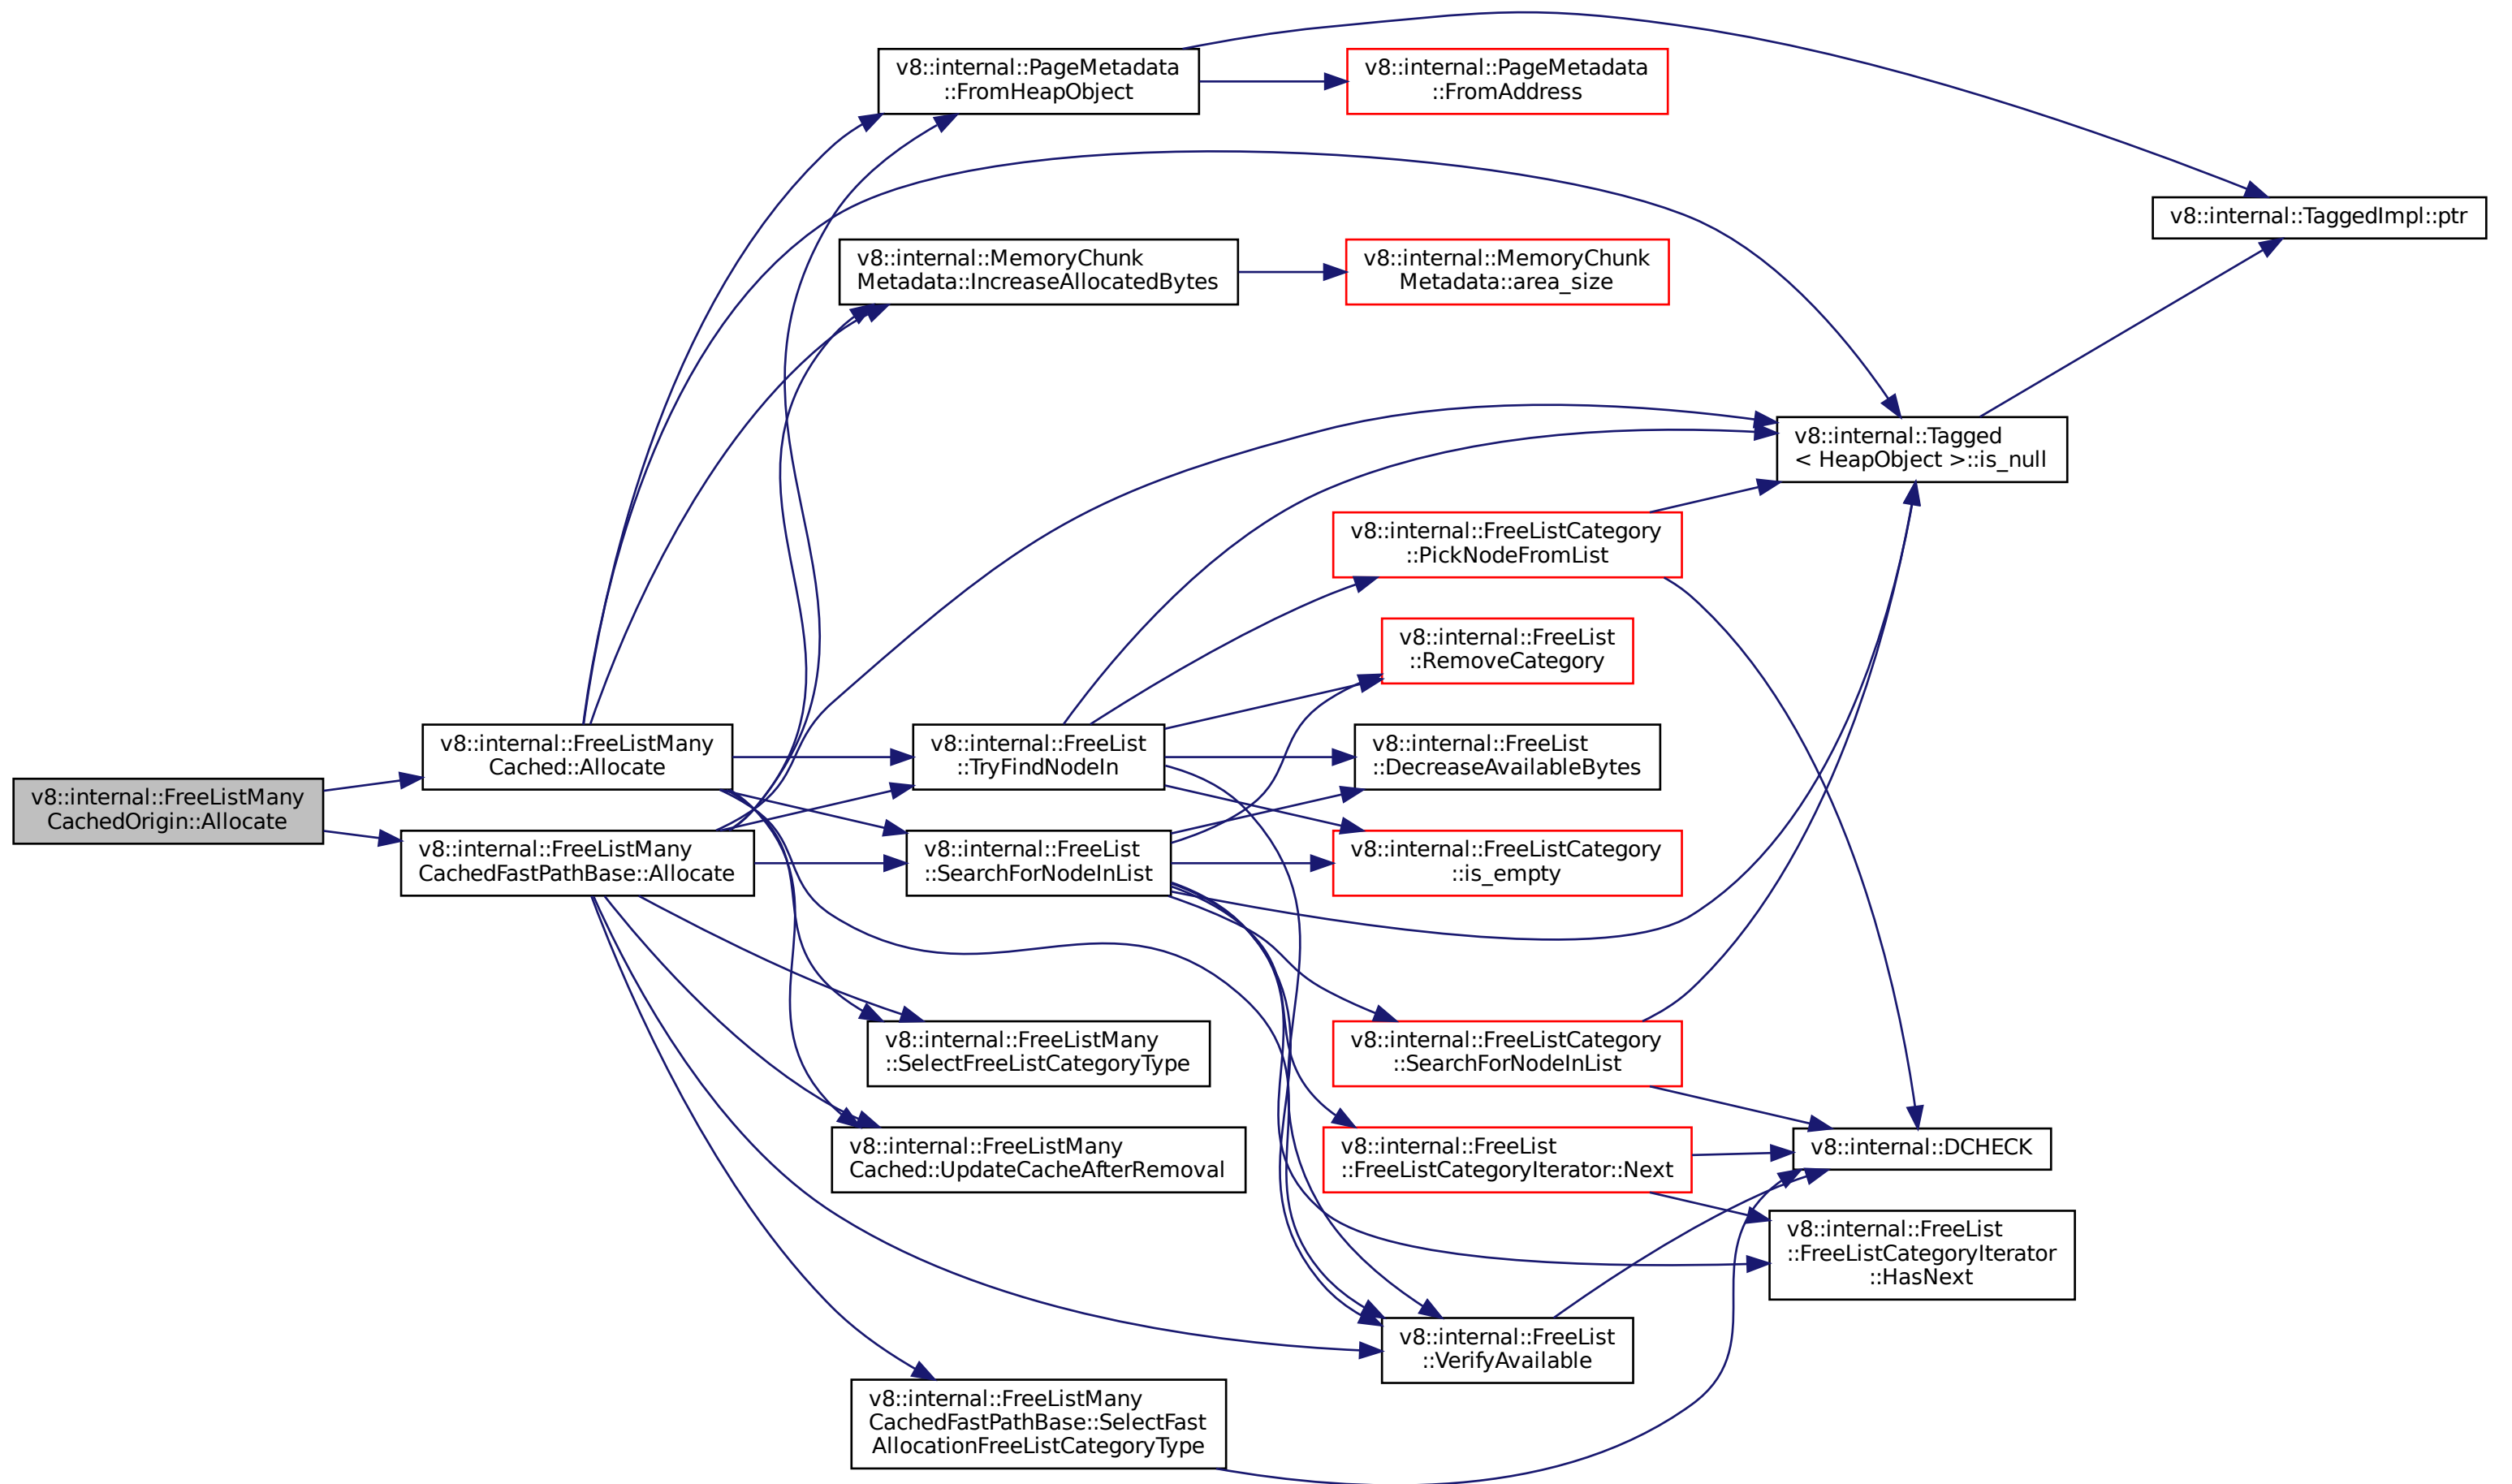 v8::internal::FreeListMany
CachedOrigin::Allocate
v8::internal::FreeListMany
Cached::Allocate
v8::internal::FreeListMany
CachedFastPathBase::Allocate
v8::internal::PageMetadata
::FromHeapObject
v8::internal::MemoryChunk
Metadata::IncreaseAllocatedBytes
v8::internal::FreeList
::TryFindNodeIn
v8::internal::FreeList
::SearchForNodeInList
v8::internal::FreeListMany
::SelectFreeListCategoryType
v8::internal::FreeListMany
Cached::UpdateCacheAfterRemoval
v8::internal::FreeListMany
CachedFastPathBase::SelectFast
AllocationFreeListCategoryType
v8::internal::PageMetadata
::FromAddress
v8::internal::MemoryChunk
Metadata::area_size
v8::internal::FreeListCategory
::PickNodeFromList
v8::internal::FreeList
::RemoveCategory
v8::internal::FreeList
::DecreaseAvailableBytes
v8::internal::FreeListCategory
::is_empty
v8::internal::FreeListCategory
::SearchForNodeInList
v8::internal::FreeList
::FreeListCategoryIterator::Next
v8::internal::FreeList
::VerifyAvailable
v8::internal::Tagged
< HeapObject >::is_null
v8::internal::DCHECK
v8::internal::FreeList
::FreeListCategoryIterator
::HasNext
v8::internal::TaggedImpl::ptr